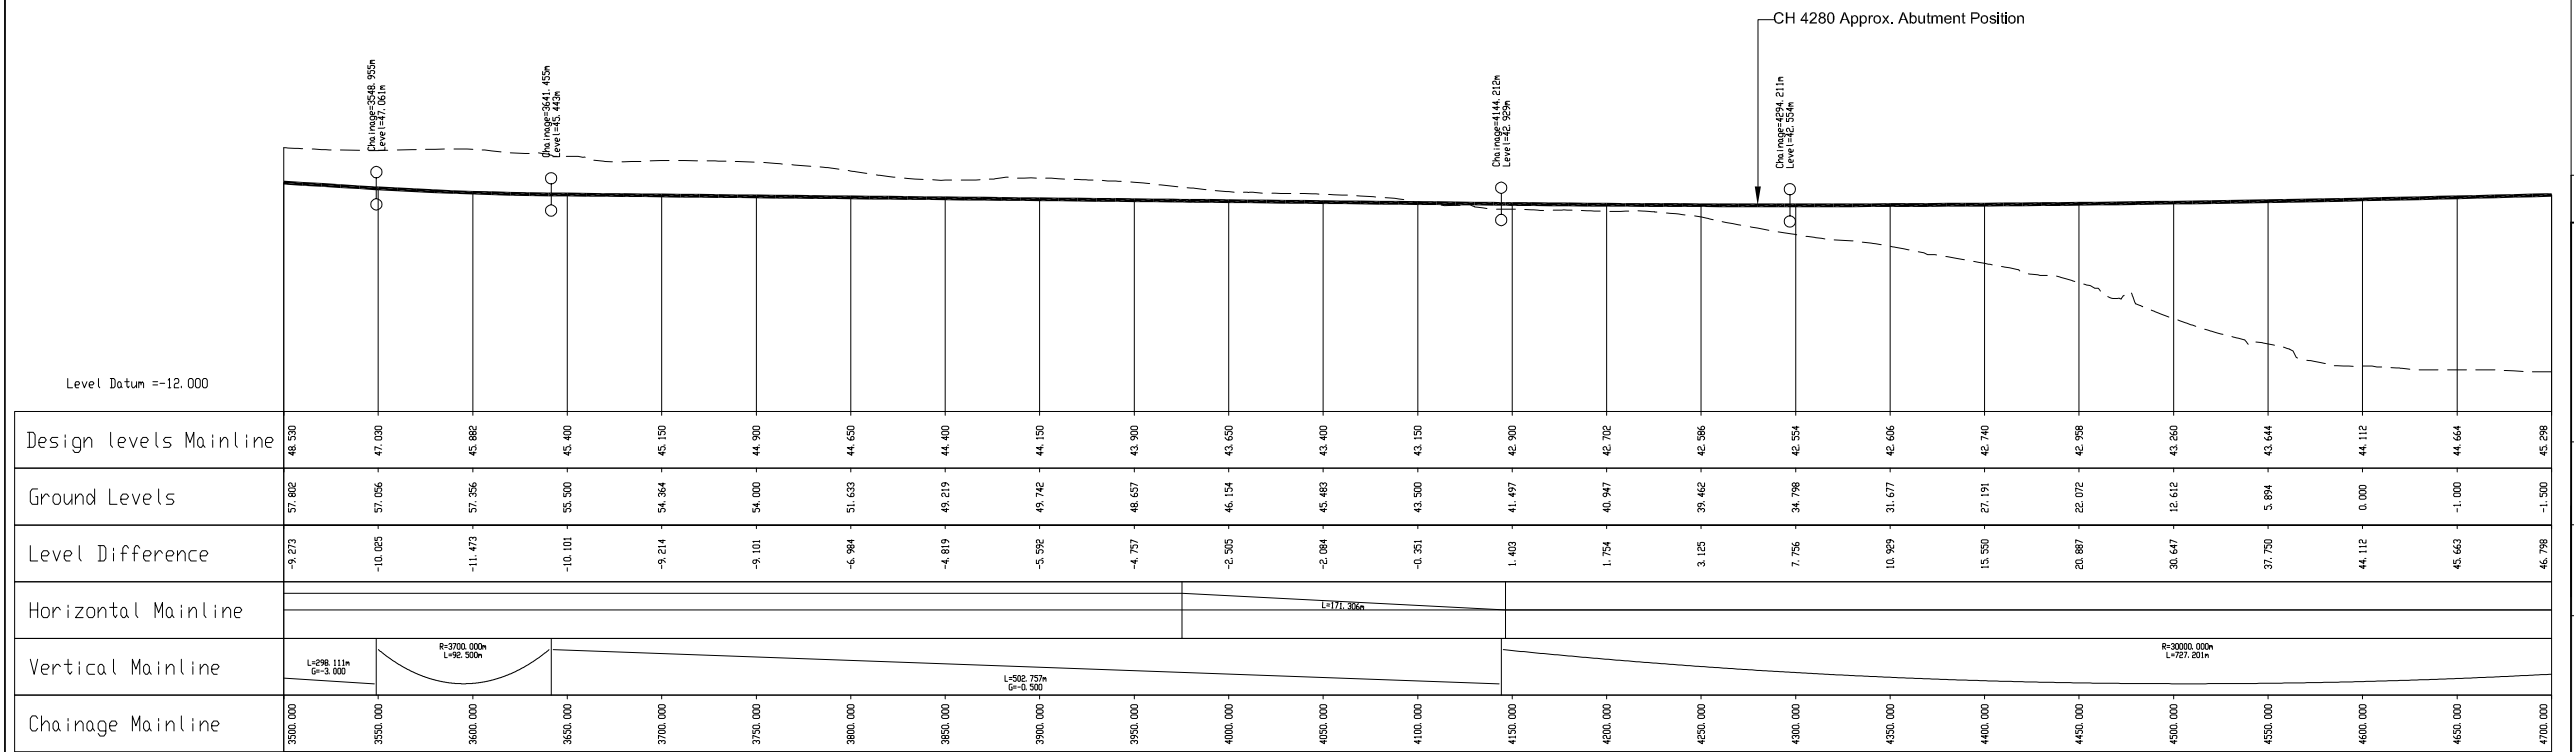 CH 4280 Approx. Abutment Position
Chainage=3548.955m
Level=47.061m
Chainage=3641.455m
Level=45.443m
Chainage=4144.212m
Level=42.929m
Chainage=4294.211m
Level=42.554m
Level Datum =-12.000
Design levels Mainline 48.530 47.030 45.882 45.400 45.150 44.900 44.650 44.400 44.150 43.900 43.650 43.400 43.150 42.900 42.702 42.586 42.554 42.606 42.740 42.958 43.260 43.644 44.112 44.664 45.298
Ground Levels 57.802 57.056 57.356 55.500 54.364 54.000 51.633 49.219 49.742 48.657 46.154 45.483 43.500 41.497 40.947 39.462 34.798 31.677 27.191 22.072 12.612 5.894 0.000 -1.000 -1.500
Level Difference -9.273 -10.025 -11.473 -10.101 -9.214 -9.101 -6.984 -4.819 -5.592 -4.757 -2.505 -2.084 -0.351 1.403 1.754 3.125 7.756 10.929 15.550 20.887 30.647 37.750 44.112 45.663 46.798
Horizontal Mainline
L=171.306m
Vertical Mainline
L=298.111m
G=-3.000
R=3700.000m
L=92.500m
L=502.757m
G=-0.500
R=30000.000m
L=727.201m
Chainage Mainline 3500.000 3550.000 3600.000 3650.000 3700.000 3750.000 3800.000 3850.000 3900.000 3950.000 4000.000 4050.000 4100.000 4150.000 4200.000 4250.000 4300.000 4350.000 4400.000 4450.000 4500.000 4550.000 4600.000 4650.000 4700.000